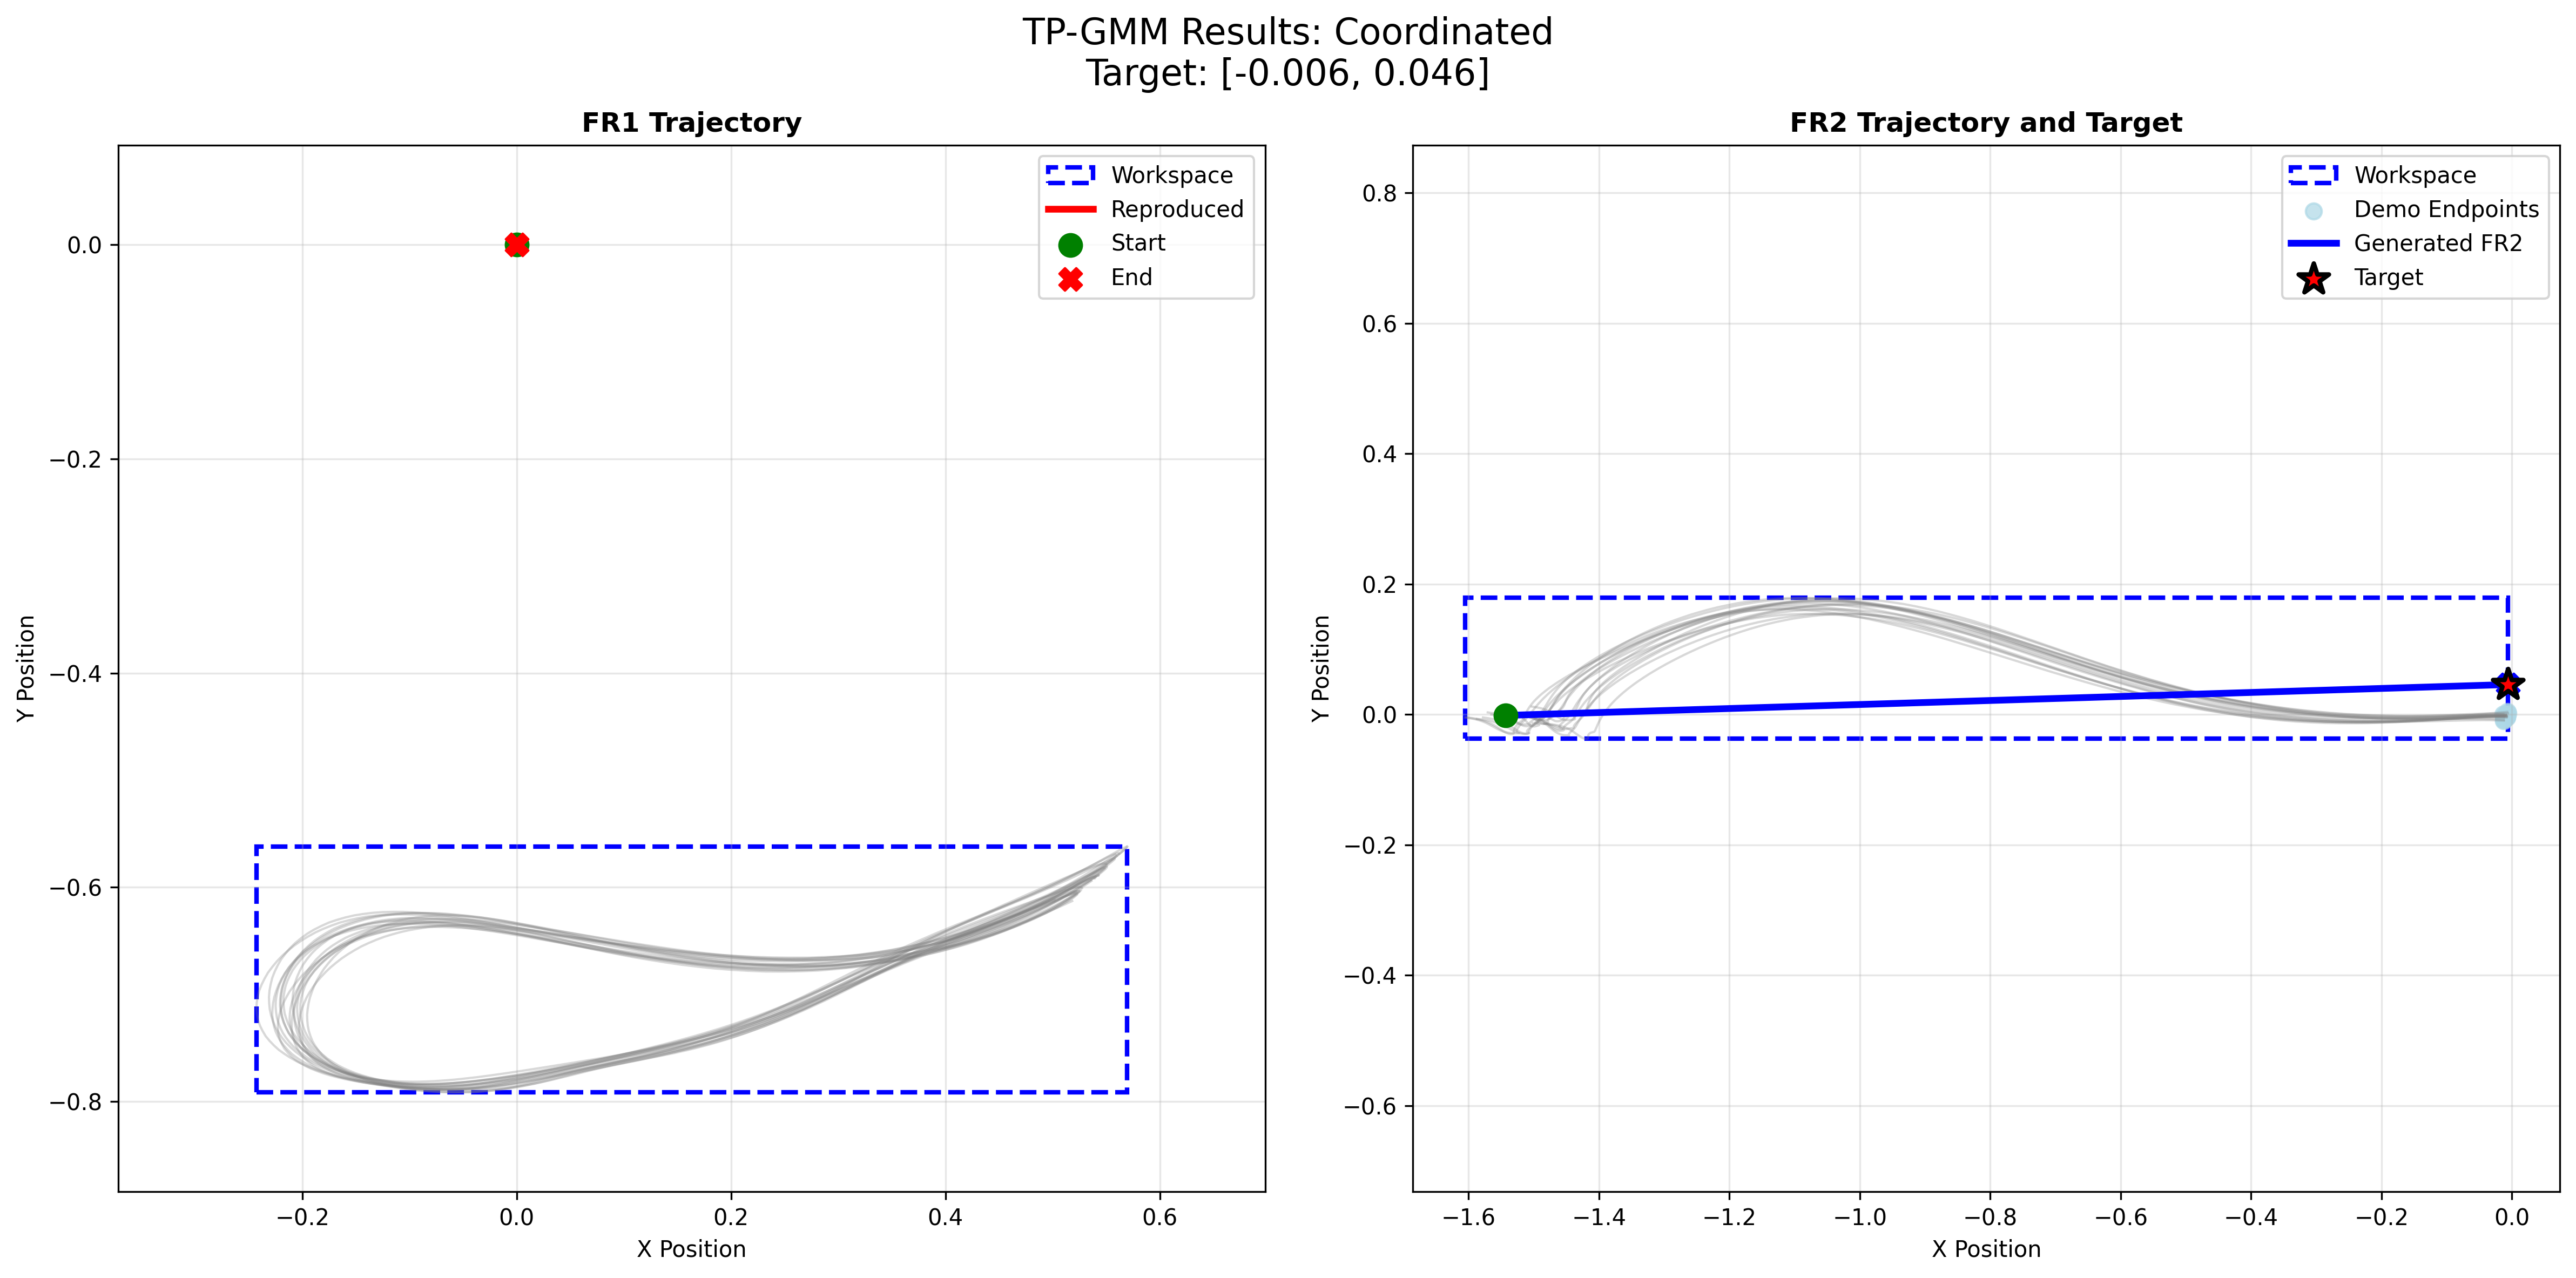 TP-GMM Results: Coordinated
Target: [-0.006, 0.046]
FR1 Trajectory
Workspace
Reproduced
Start
End
0.0
−0.2
−0.4
−0.6
−0.8
Y Position
−0.2
0.0
0.2
0.4
0.6
X Position
FR2 Trajectory and Target
Workspace
Demo Endpoints
Generated FR2
Target
0.8
0.6
0.4
0.2
0.0
−0.2
−0.4
−0.6
Y Position
−1.6
−1.4
−1.2
−1.0
−0.8
−0.6
−0.4
−0.2
0.0
X Position